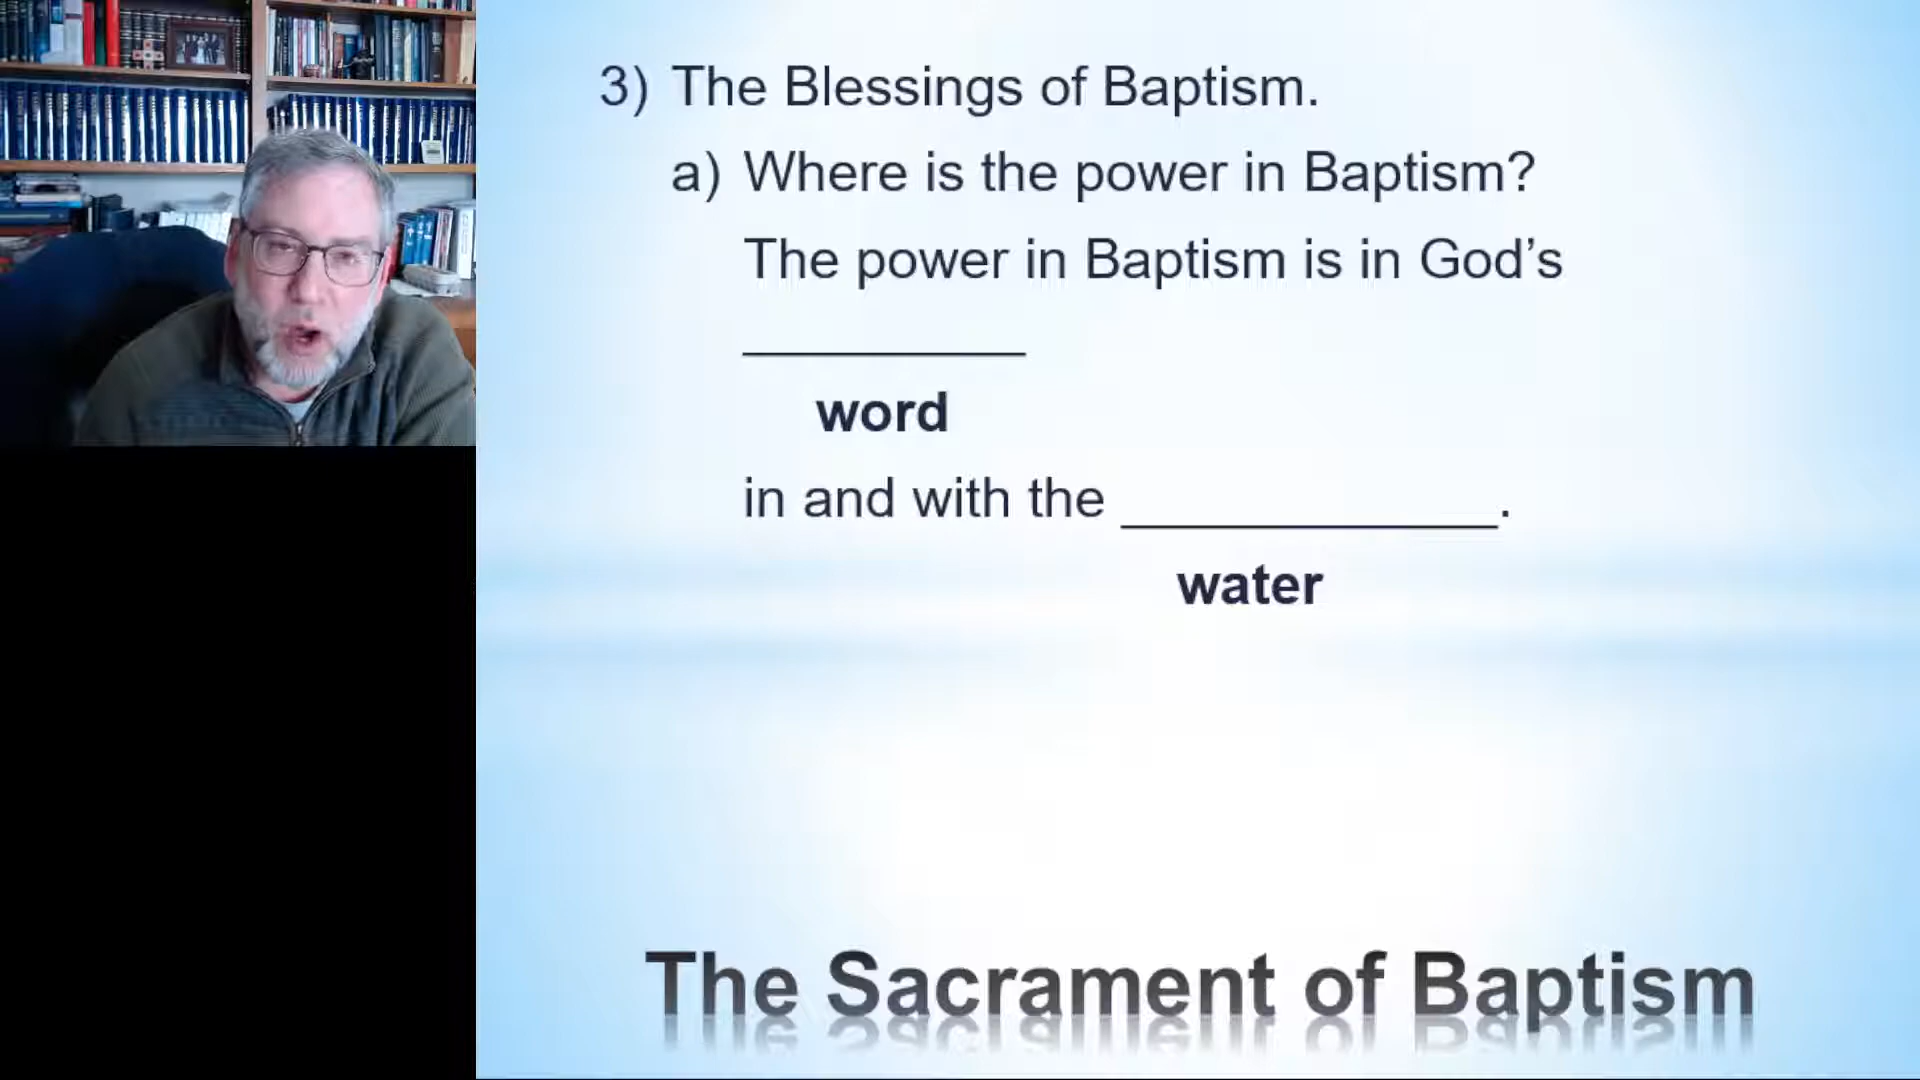 3) The Blessings of Baptism.
a) Where is the power in Baptism?
The power in Baptism is in God’s
__________
word
in and with the _____________.
water
The Sacrament of Baptism